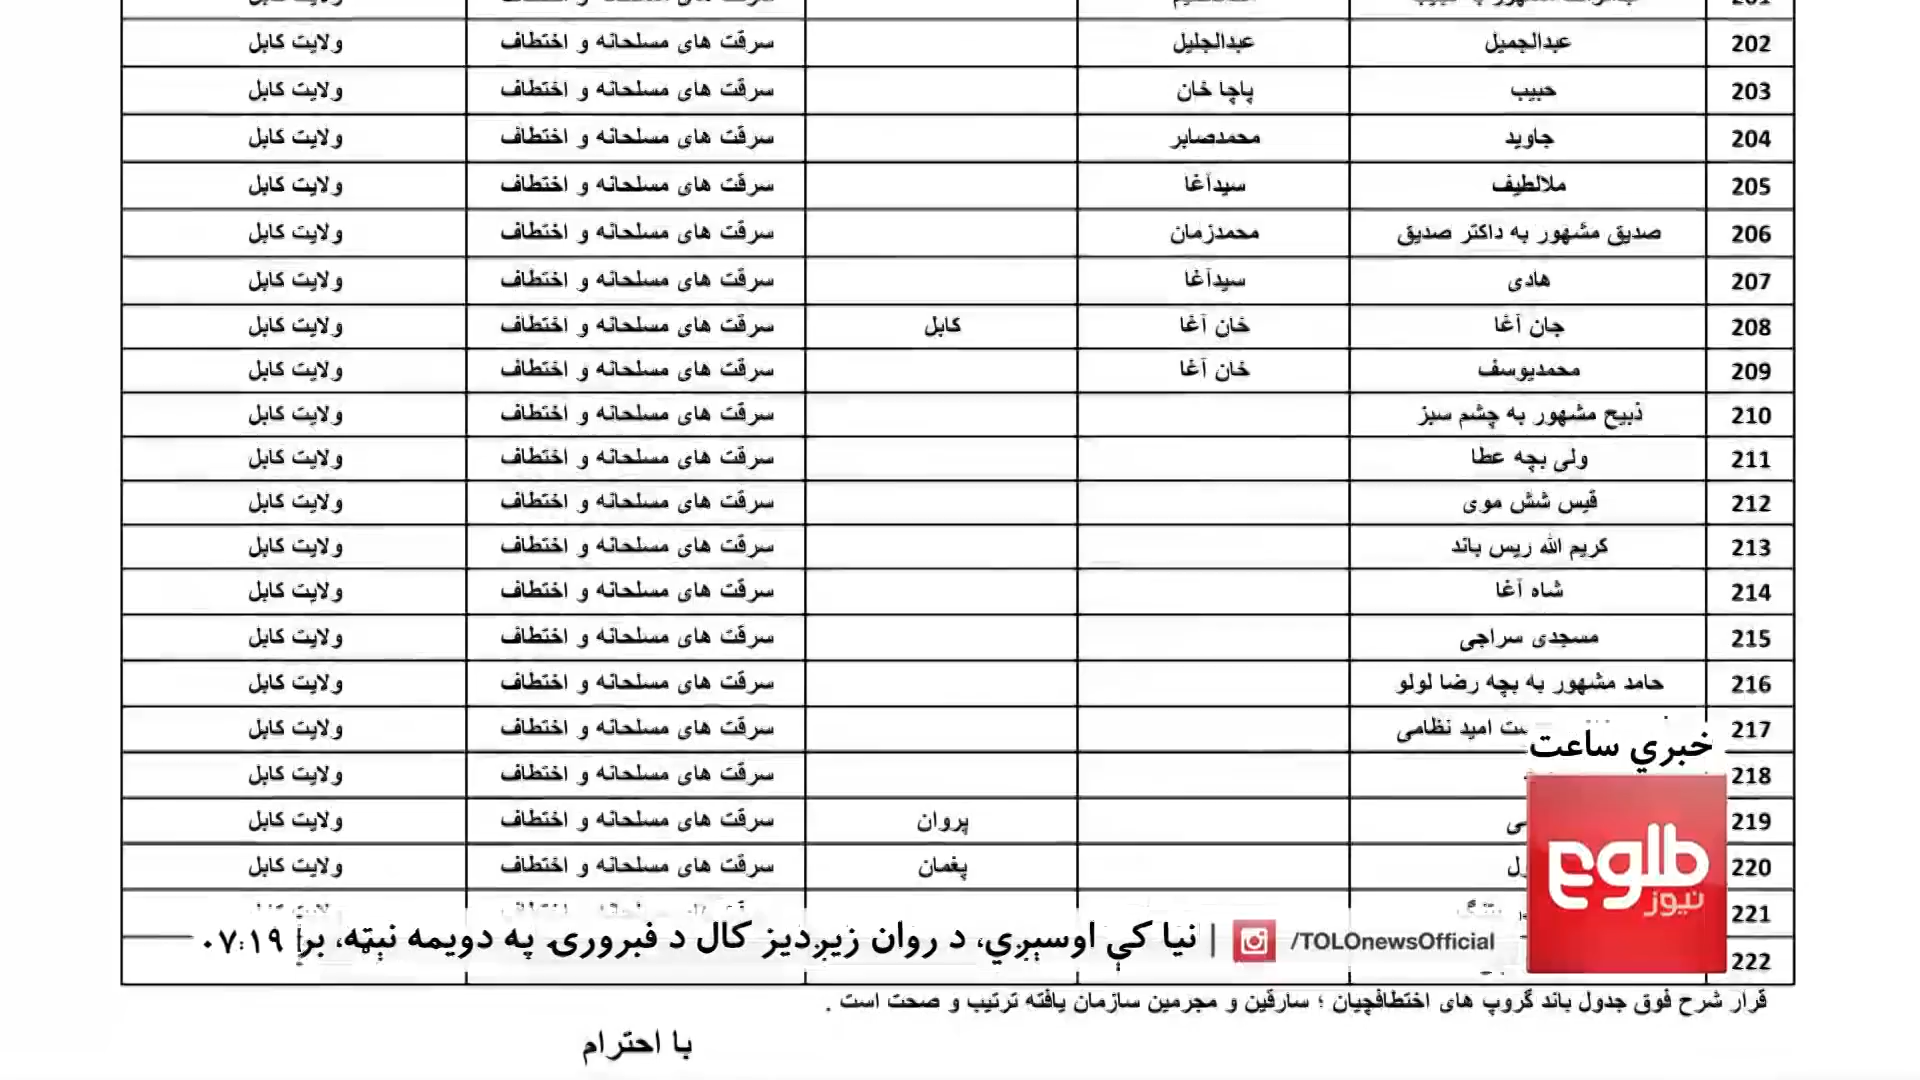 202 عبدالجمیل عبدالجلیل سرقت های مسلحانه و اختطاف ولایت کابل
203 حبیب پاچا خان سرقت های مسلحانه و اختطاف ولایت کابل
204 جاوید محمدصابر سرقت های مسلحانه و اختطاف ولایت کابل
205 ملالطیف سیدآغا سرقت های مسلحانه و اختطاف ولایت کابل
206 صدیق مشهور به داکتر صدیق محمدزمان سرقت های مسلحانه و اختطاف ولایت کابل
207 هادی سیدآغا سرقت های مسلحانه و اختطاف ولایت کابل
208 جان آغا خان آغا کابل سرقت های مسلحانه و اختطاف ولایت کابل
209 محمدیوسف خان آغا سرقت های مسلحانه و اختطاف ولایت کابل
210 ذبیح مشهور به چشم سبز سرقت های مسلحانه و اختطاف ولایت کابل
211 ولی بچه عطا سرقت های مسلحانه و اختطاف ولایت کابل
212 قیس شش موی سرقت های مسلحانه و اختطاف ولایت کابل
213 کریم الله ریس باند سرقت های مسلحانه و اختطاف ولایت کابل
214 شاه آغا سرقت های مسلحانه و اختطاف ولایت کابل
215 مسجدی سراجی سرقت های مسلحانه و اختطاف ولایت کابل
216 حامد مشهور به بچه رضا لولو سرقت های مسلحانه و اختطاف ولایت کابل
217 امید نظامی سرقت های مسلحانه و اختطاف ولایت کابل
خبري ساعت
218 سرقت های مسلحانه و اختطاف ولایت کابل
219 پروان سرقت های مسلحانه و اختطاف ولایت کابل
220 پغمان سرقت های مسلحانه و اختطاف ولایت کابل
طلوع
نیوز
221
/TOLOnewsOfficial | نیا کې اوسېږي، د روان زیږدیز کال د فبرورۍ په دویمه نېټه، بر ۰۷:۱۹
222
قرار شرح فوق جدول باند گروپ های اختطافچیان ؛ سارقین و مجرمین سازمان یافته ترتیب و صحت است .
با احترام